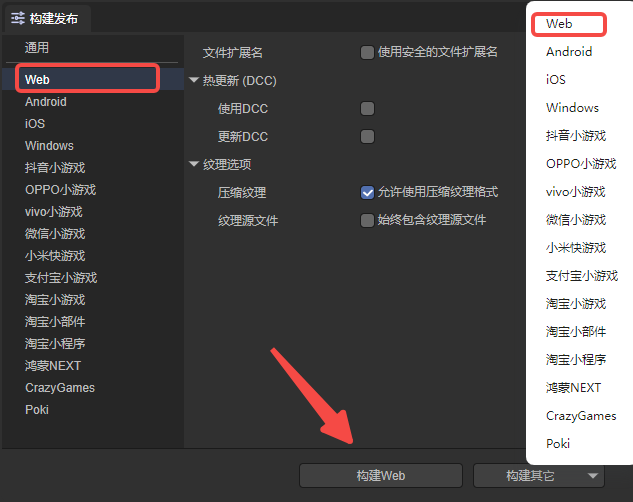 构建发布
通用
Web
Android
iOS
Windows
抖音小游戏
OPPO小游戏
vivo小游戏
微信小游戏
小米快游戏
支付宝小游戏
淘宝小游戏
淘宝小部件
淘宝小程序
鸿蒙NEXT
CrazyGames
Poki
文件扩展名 使用安全的文件扩展名
热更新 (DCC)
使用DCC
更新DCC
纹理选项
压缩纹理 允许使用压缩纹理格式
纹理源文件 始终包含纹理源文件
构建Web 构建其它
Web
Android
iOS
Windows
抖音小游戏
OPPO小游戏
vivo小游戏
微信小游戏
小米快游戏
支付宝小游戏
淘宝小游戏
淘宝小部件
淘宝小程序
鸿蒙NEXT
CrazyGames
Poki